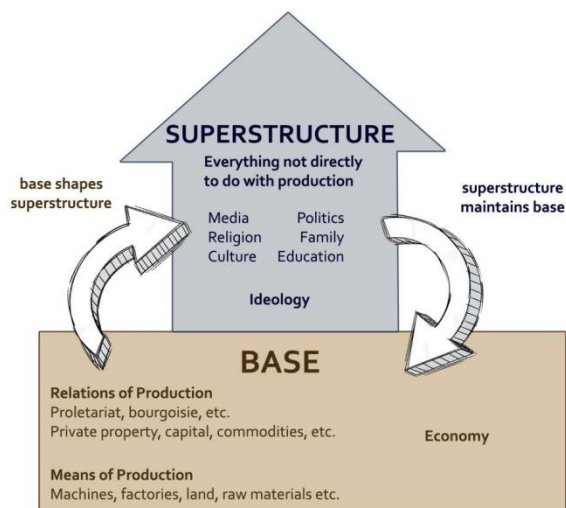 SUPERSTRUCTURE
Everything not directly
to do with production
base shapes
superstructure
superstructure
maintains base
Media Politics
Religion Family
Culture Education
Ideology
BASE
Relations of Production
Proletariat, bourgoisie, etc.
Private property, capital, commodities, etc.
Economy
Means of Production
Machines, factories, land, raw materials etc.